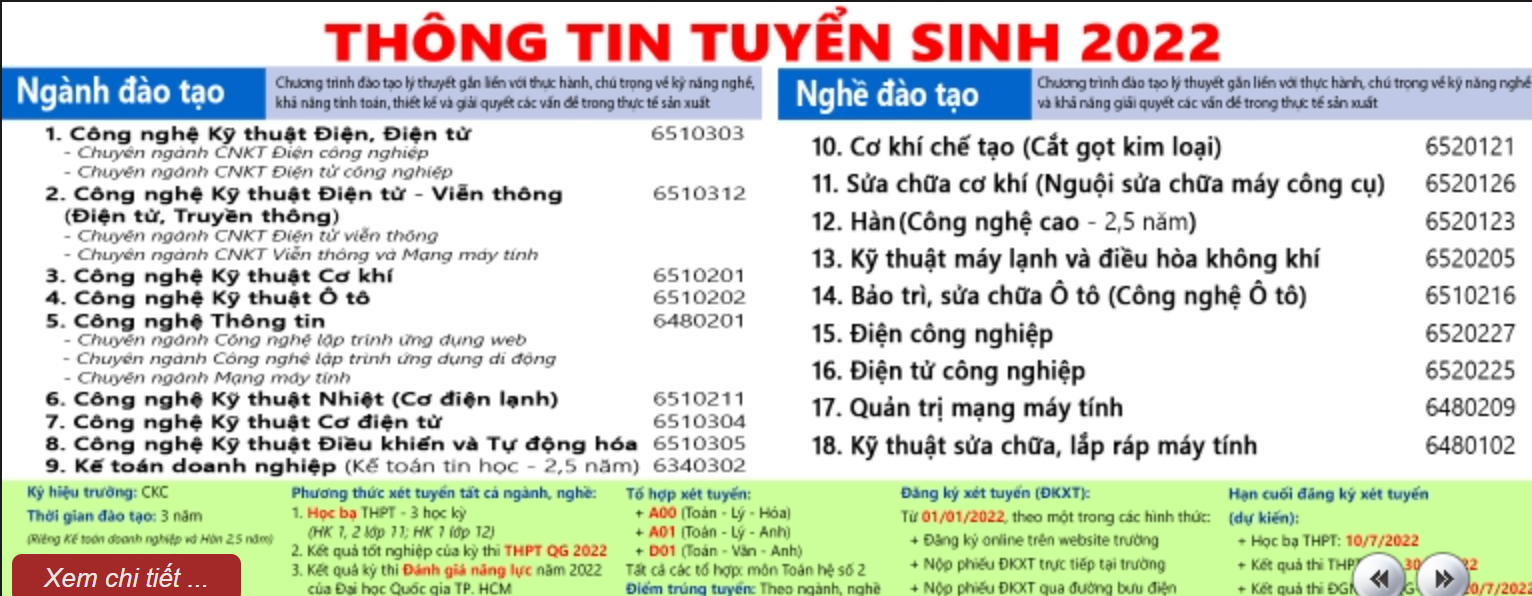 THÔNG TIN TUYỂN SINH 2022
Ngành đào tạo
Chương trình đào tạo lý thuyết gắn liền với thực hành, chú trọng về kỹ năng nghề,
khả năng tính toán, thiết kế và giải quyết các vấn đề trong thực tế sản xuất
1. Công nghệ Kỹ thuật Điện, Điện tử 6510303
- Chuyên ngành CNKT Điện công nghiệp
- Chuyên ngành CNKT Điện tử công nghiệp
2. Công nghệ Kỹ thuật Điện tử - Viễn thông 6510312
(Điện tử, Truyền thông)
- Chuyên ngành CNKT Điện tử viễn thông
- Chuyên ngành CNKT Viễn thông và Mạng máy tính
3. Công nghệ Kỹ thuật Cơ khí 6510201
4. Công nghệ Kỹ thuật Ô tô 6510202
5. Công nghệ Thông tin 6480201
- Chuyên ngành Công nghệ lập trình ứng dụng web
- Chuyên ngành Công nghệ lập trình ứng dụng di động
- Chuyên ngành Mạng máy tính
6. Công nghệ Kỹ thuật Nhiệt (Cơ điện lạnh) 6510211
7. Công nghệ Kỹ thuật Cơ điện tử 6510304
8. Công nghệ Kỹ thuật Điều khiển và Tự động hóa 6510305
9. Kế toán doanh nghiệp (Kế toán tin học - 2,5 năm) 6340302
Nghề đào tạo
Chương trình đào tạo lý thuyết gắn liền với thực hành, chú trọng về kỹ năng nghề
và khả năng giải quyết các vấn đề trong thực tế sản xuất
10. Cơ khí chế tạo (Cắt gọt kim loại) 6520121
11. Sửa chữa cơ khí (Nguội sửa chữa máy công cụ) 6520126
12. Hàn (Công nghệ cao - 2,5 năm) 6520123
13. Kỹ thuật máy lạnh và điều hòa không khí 6520205
14. Bảo trì, sửa chữa Ô tô (Công nghệ Ô tô) 6510216
15. Điện công nghiệp 6520227
16. Điện tử công nghiệp 6520225
17. Quản trị mạng máy tính 6480209
18. Kỹ thuật sửa chữa, lắp ráp máy tính 6480102
Ký hiệu trường: CKC
Thời gian đào tạo: 3 năm
(Riêng Kế toán doanh nghiệp và Hàn 2,5 năm)
Xem chi tiết ...
Phương thức xét tuyển tất cả ngành, nghề:
1. Học bạ THPT - 3 học kỳ
(HK 1, 2 lớp 11; HK 1 lớp 12)
2. Kết quả tốt nghiệp của kỳ thi THPT QG 2022
3. Kết quả kỳ thi Đánh giá năng lực năm 2022
của Đại học Quốc gia TP. HCM
Tổ hợp xét tuyển:
+ A00 (Toán - Lý - Hóa)
+ A01 (Toán - Lý - Anh)
+ D01 (Toán - Văn - Anh)
Tất cả các tổ hợp: môn Toán hệ số 2
Điểm trúng tuyển: Theo ngành, nghề
Đăng ký xét tuyển (ĐKXT):
Từ 01/01/2022, theo một trong các hình thức:
+ Đăng ký online trên website trường
+ Nộp phiếu ĐKXT trực tiếp tại trường
+ Nộp phiếu ĐKXT qua đường bưu điện
Hạn cuối đăng ký xét tuyển
(dự kiến):
+ Học bạ THPT: 10/7/2022
+ Kết quả thi
+ Kết quả thi